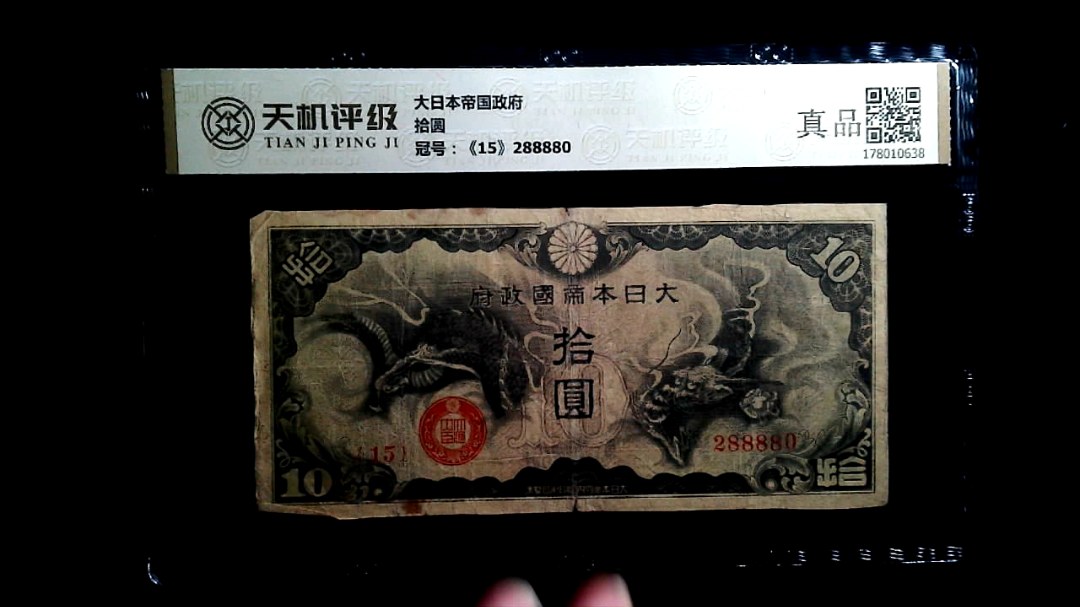 天机评级
TIAN JI PING JI
大日本帝国政府
拾圆
冠号：《15》288880
真品
178010638
拾
10
府政國帝本日大
拾
圓
10
{15}
288880
10
拾